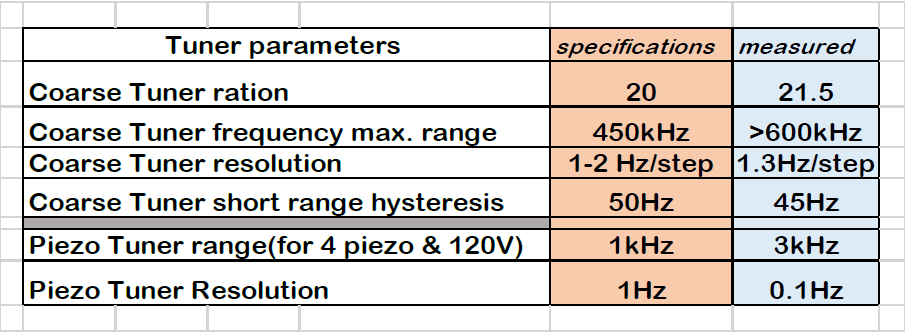 Tuner parameters specifications measured
Coarse Tuner ration 20 21.5
Coarse Tuner frequency max. range 450kHz >600kHz
Coarse Tuner resolution 1-2 Hz/step 1.3Hz/step
Coarse Tuner short range hysteresis 50Hz 45Hz
Piezo Tuner range(for 4 piezo & 120V) 1kHz 3kHz
Piezo Tuner Resolution 1Hz 0.1Hz